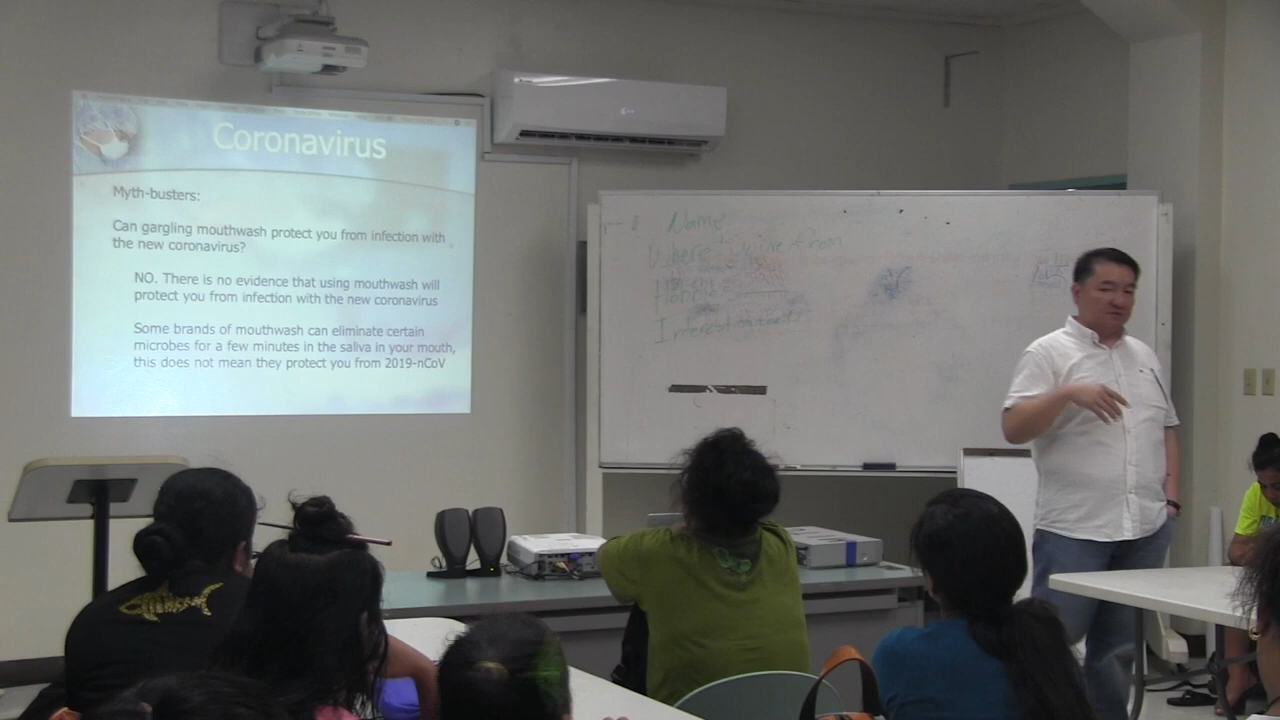 Coronavirus
Myth-busters:
Can gargling mouthwash protect you from infection with
the new coronavirus?
NO. There is no evidence that using mouthwash will
protect you from infection with the new coronavirus
Some brands of mouthwash can eliminate certain
microbes for a few minutes in the saliva in your mouth,
this does not mean they protect you from 2019-nCoV
Name
Where from
Interest